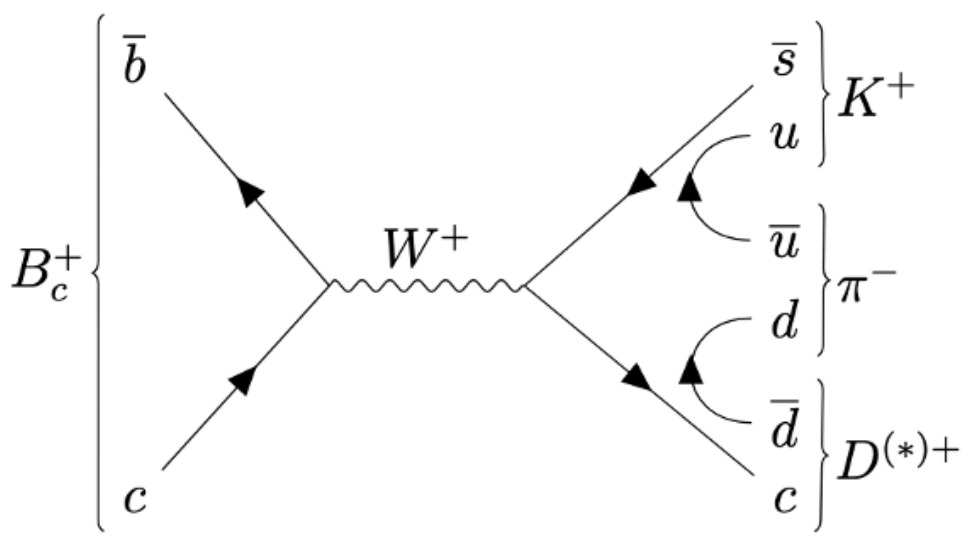 b̅
s̅
K⁺
u
W⁺
u̅
B_c⁺
π⁻
d
d̅
D⁽*⁾⁺
c
c